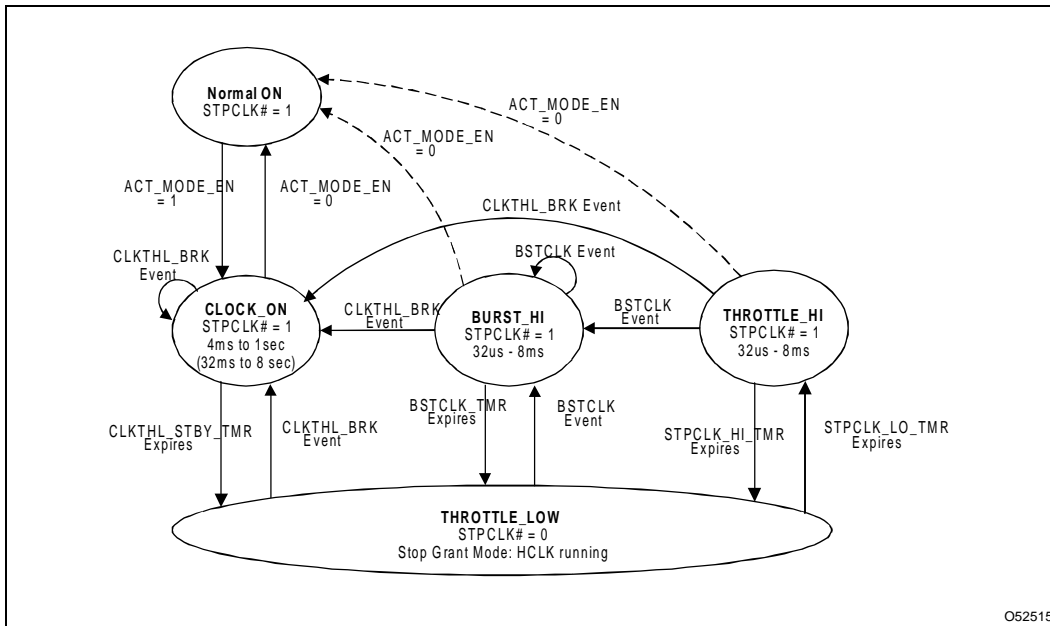 Normal ON
STPCLK# = 1
ACT_MODE_EN
= 0
ACT_MODE_EN
= 0
ACT_MODE_EN
= 1
ACT_MODE_EN
= 0
CLKTHL_BRK Event
BSTCLK Event
CLKTHL_BRK
Event
CLOCK_ON
STPCLK# = 1
4ms to 1sec
(32ms to 8 sec)
CLKTHL_BRK
Event
BURST_HI
STPCLK# = 1
32us - 8ms
BSTCLK
Event
THROTTLE_HI
STPCLK# = 1
32us - 8ms
CLKTHL_STBY_TMR
Expires
CLKTHL_BRK
Event
BSTCLK_TMR
Expires
BSTCLK
Event
STPCLK_HI_TMR
Expires
STPCLK_LO_TMR
Expires
THROTTLE_LOW
STPCLK# = 0
Stop Grant Mode: HCLK running
O52515